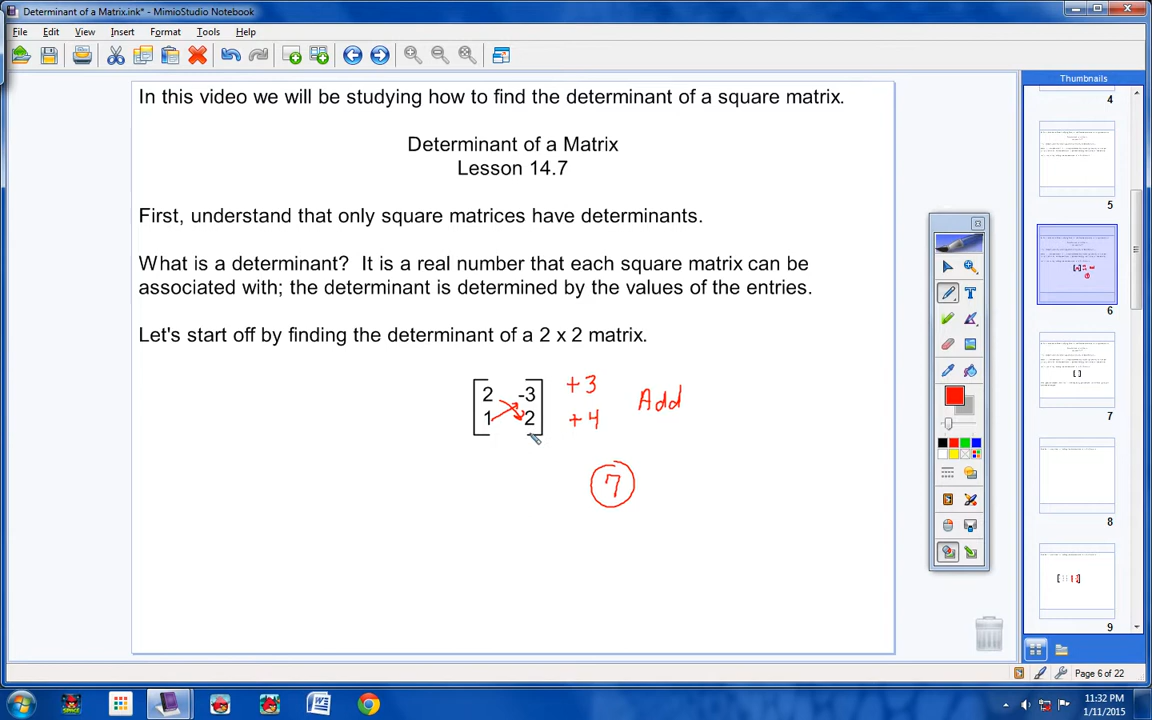 Determinant of a Matrix.ink* - MimioStudio Notebook
File Edit View Insert Format Tools Help
Thumbnails
In this video we will be studying how to find the determinant of a square matrix.
Determinant of a Matrix
Lesson 14.7
First, understand that only square matrices have determinants.
What is a determinant? It is a real number that each square matrix can be
associated with; the determinant is determined by the values of the entries.
Let's start off by finding the determinant of a 2 x 2 matrix.
2 -3 +3
Add
1 2 +4
7
4
5
6
7
8
9
Page 6 of 22
11:32 PM
1/11/2015